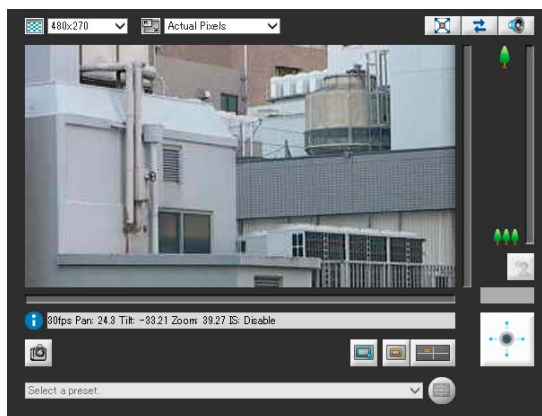 480x270
Actual Pixels
30fps Pan: 24.3 Tilt: -33.21 Zoom: 39.27 IS: Disable
Select a preset.